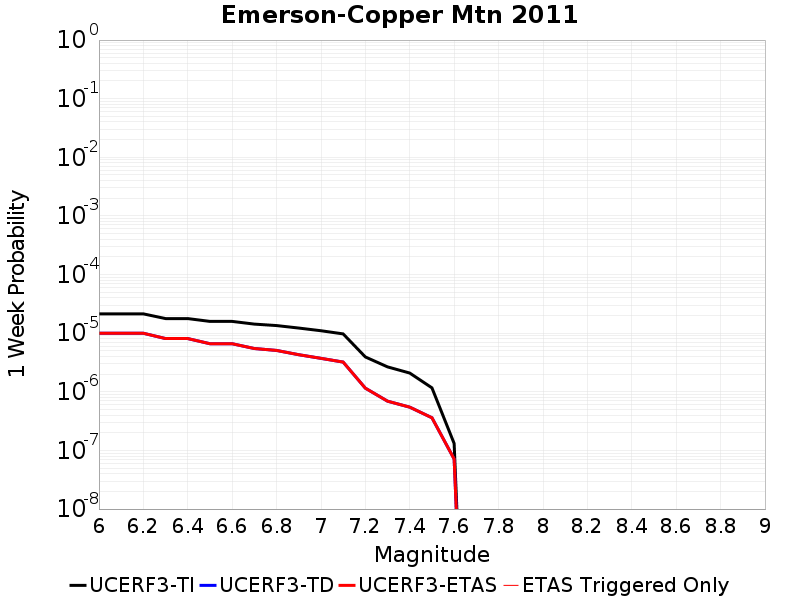 Emerson-Copper Mtn 2011
1 Week Probability
10^0
10^-1
10^-2
10^-3
10^-4
10^-5
10^-6
10^-7
10^-8
6 6.2 6.4 6.6 6.8 7 7.2 7.4 7.6 7.8 8 8.2 8.4 8.6 8.8 9
Magnitude
UCERF3-TI UCERF3-TD UCERF3-ETAS ETAS Triggered Only